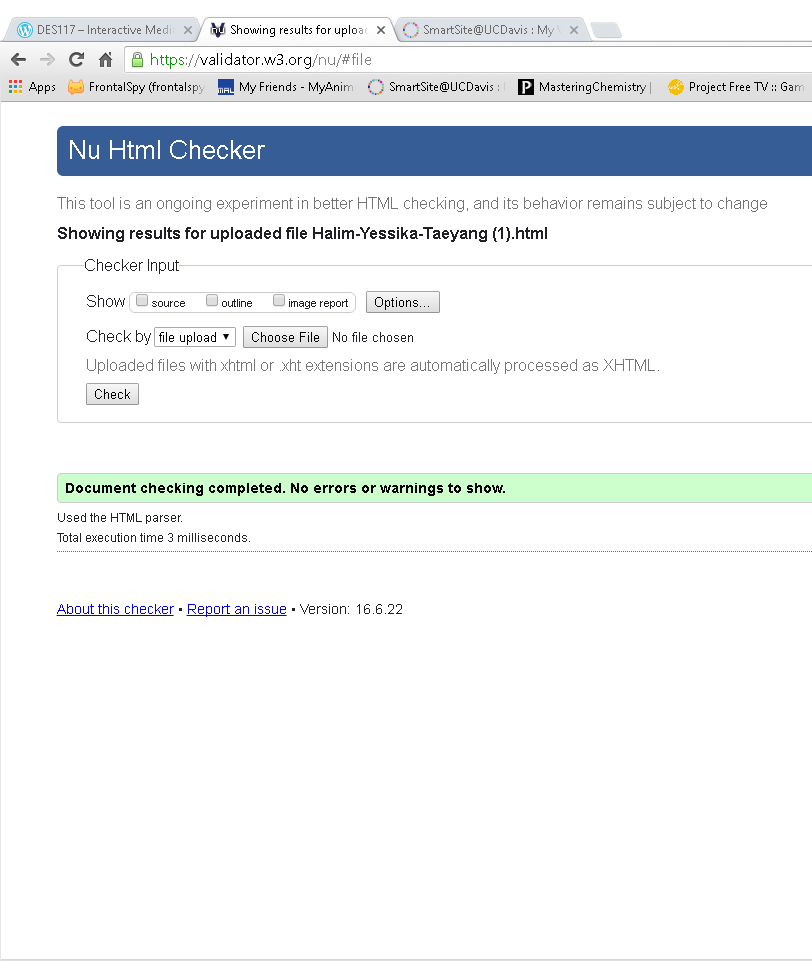 DES117 – Interactive Medi
Showing results for uploa
SmartSite@UCDavis : My
https://validator.w3.org/nu/#file
Apps FrontalSpy (frontalspy My Friends - MyAnim SmartSite@UCDavis : MasteringChemistry | Project Free TV :: Gam
Nu Html Checker
This tool is an ongoing experiment in better HTML checking, and its behavior remains subject to change
Showing results for uploaded file Halim-Yessika-Taeyang (1).html
Checker Input
Show source outline image report Options...
Check by file upload Choose File No file chosen
Uploaded files with xhtml or .xht extensions are automatically processed as XHTML.
Check
Document checking completed. No errors or warnings to show.
Used the HTML parser.
Total execution time 3 milliseconds.
About this checker • Report an issue • Version: 16.6.22